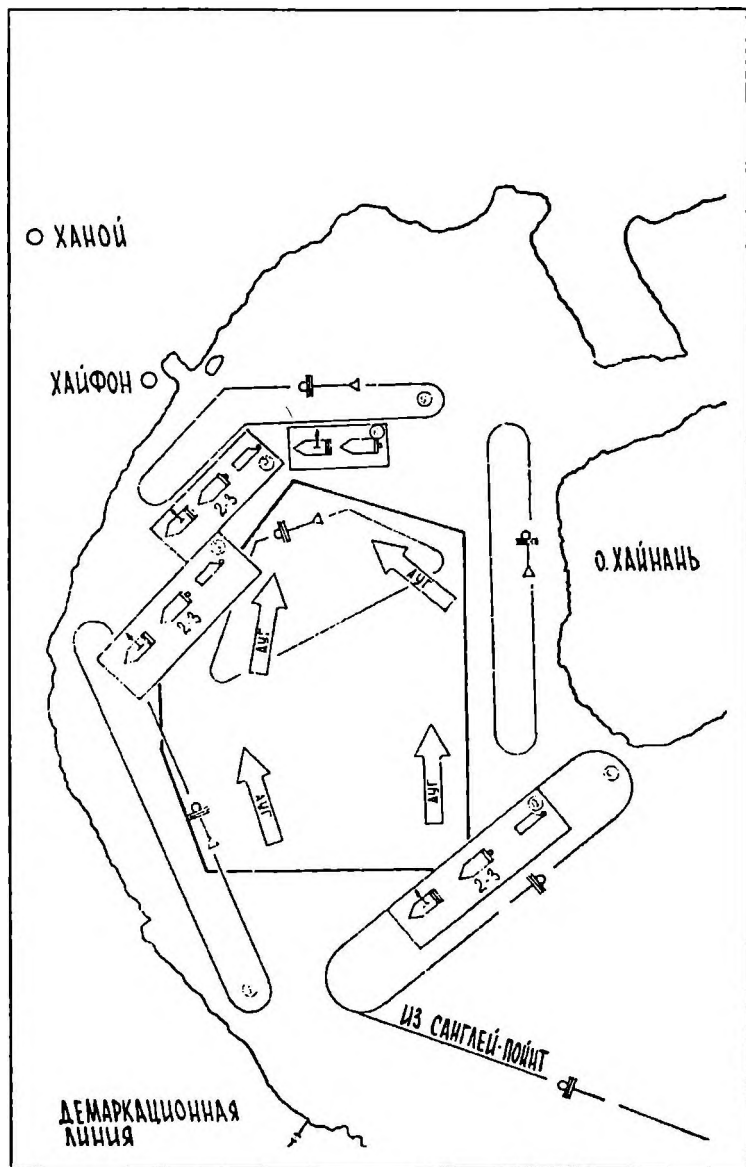 ХАНОЙ
ХАЙФОН
2-3
2-3
О. ХАЙНАНЬ
АУГ
АУГ
АУГ
АУГ
2-3
ИЗ САНГЛЕЙ-ПОЙНТ
ДЕМАРКАЦИОННАЯ
ЛИНИЯ